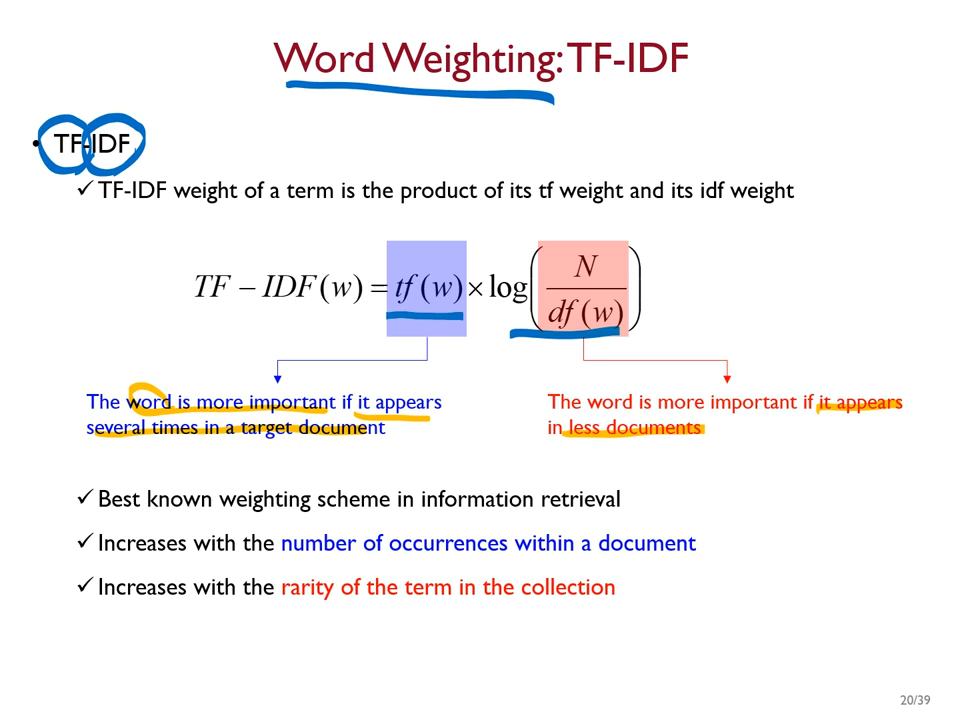 Word Weighting: TF-IDF
• TF-IDF
✓ TF-IDF weight of a term is the product of its tf weight and its idf weight
TF − IDF(w) = tf(w) × log(N / df(w))
The word is more important if it appears
several times in a target document
The word is more important if it appears
in less documents
✓ Best known weighting scheme in information retrieval
✓ Increases with the number of occurrences within a document
✓ Increases with the rarity of the term in the collection
20/39